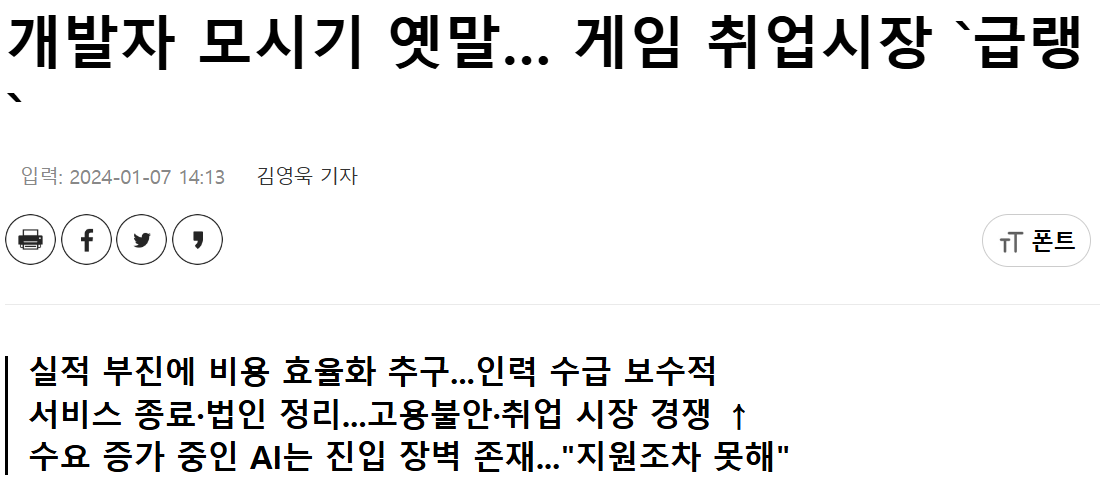 개발자 모시기 옛말... 게임 취업시장 `급랭
`
입력: 2024-01-07 14:13 김영욱 기자
폰트
실적 부진에 비용 효율화 추구...인력 수급 보수적
서비스 종료·법인 정리...고용불안·취업 시장 경쟁 ↑
수요 증가 중인 AI는 진입 장벽 존재..."지원조차 못해"